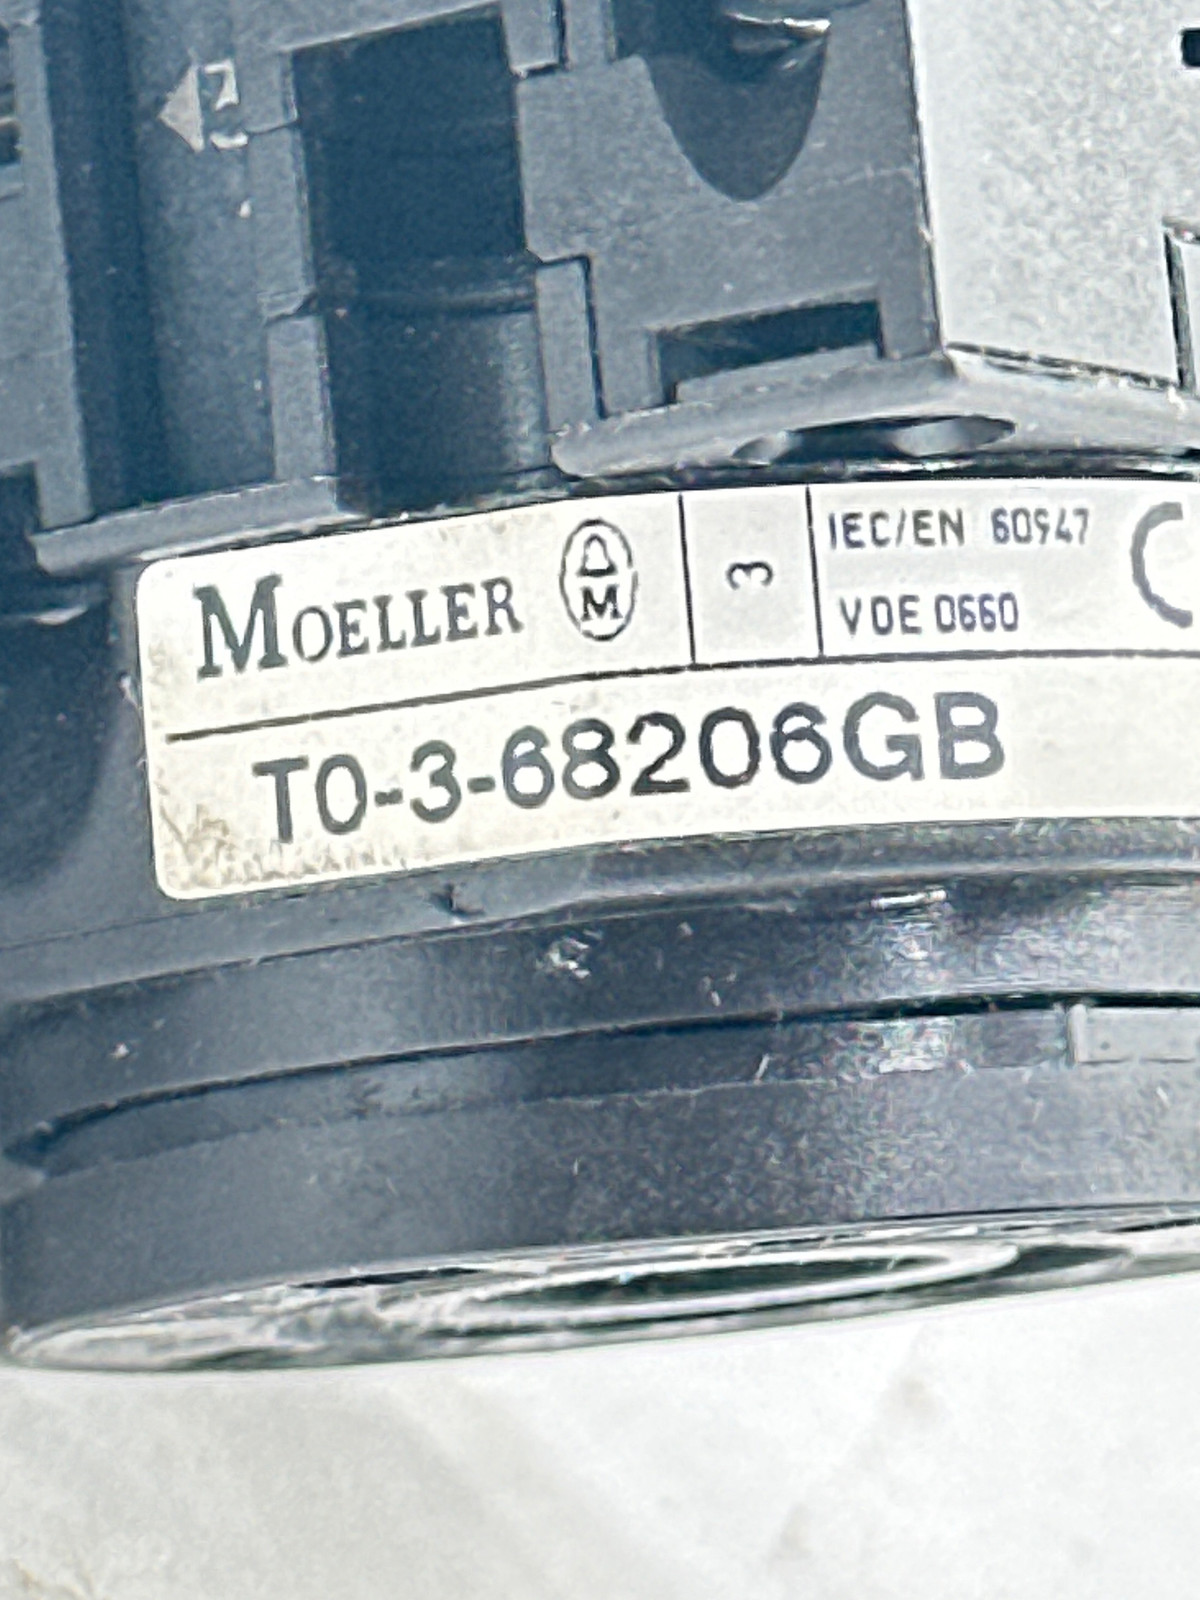 MOELLER
M
3
IEC/EN 60947
VDE 0660
T0-3-68206GB